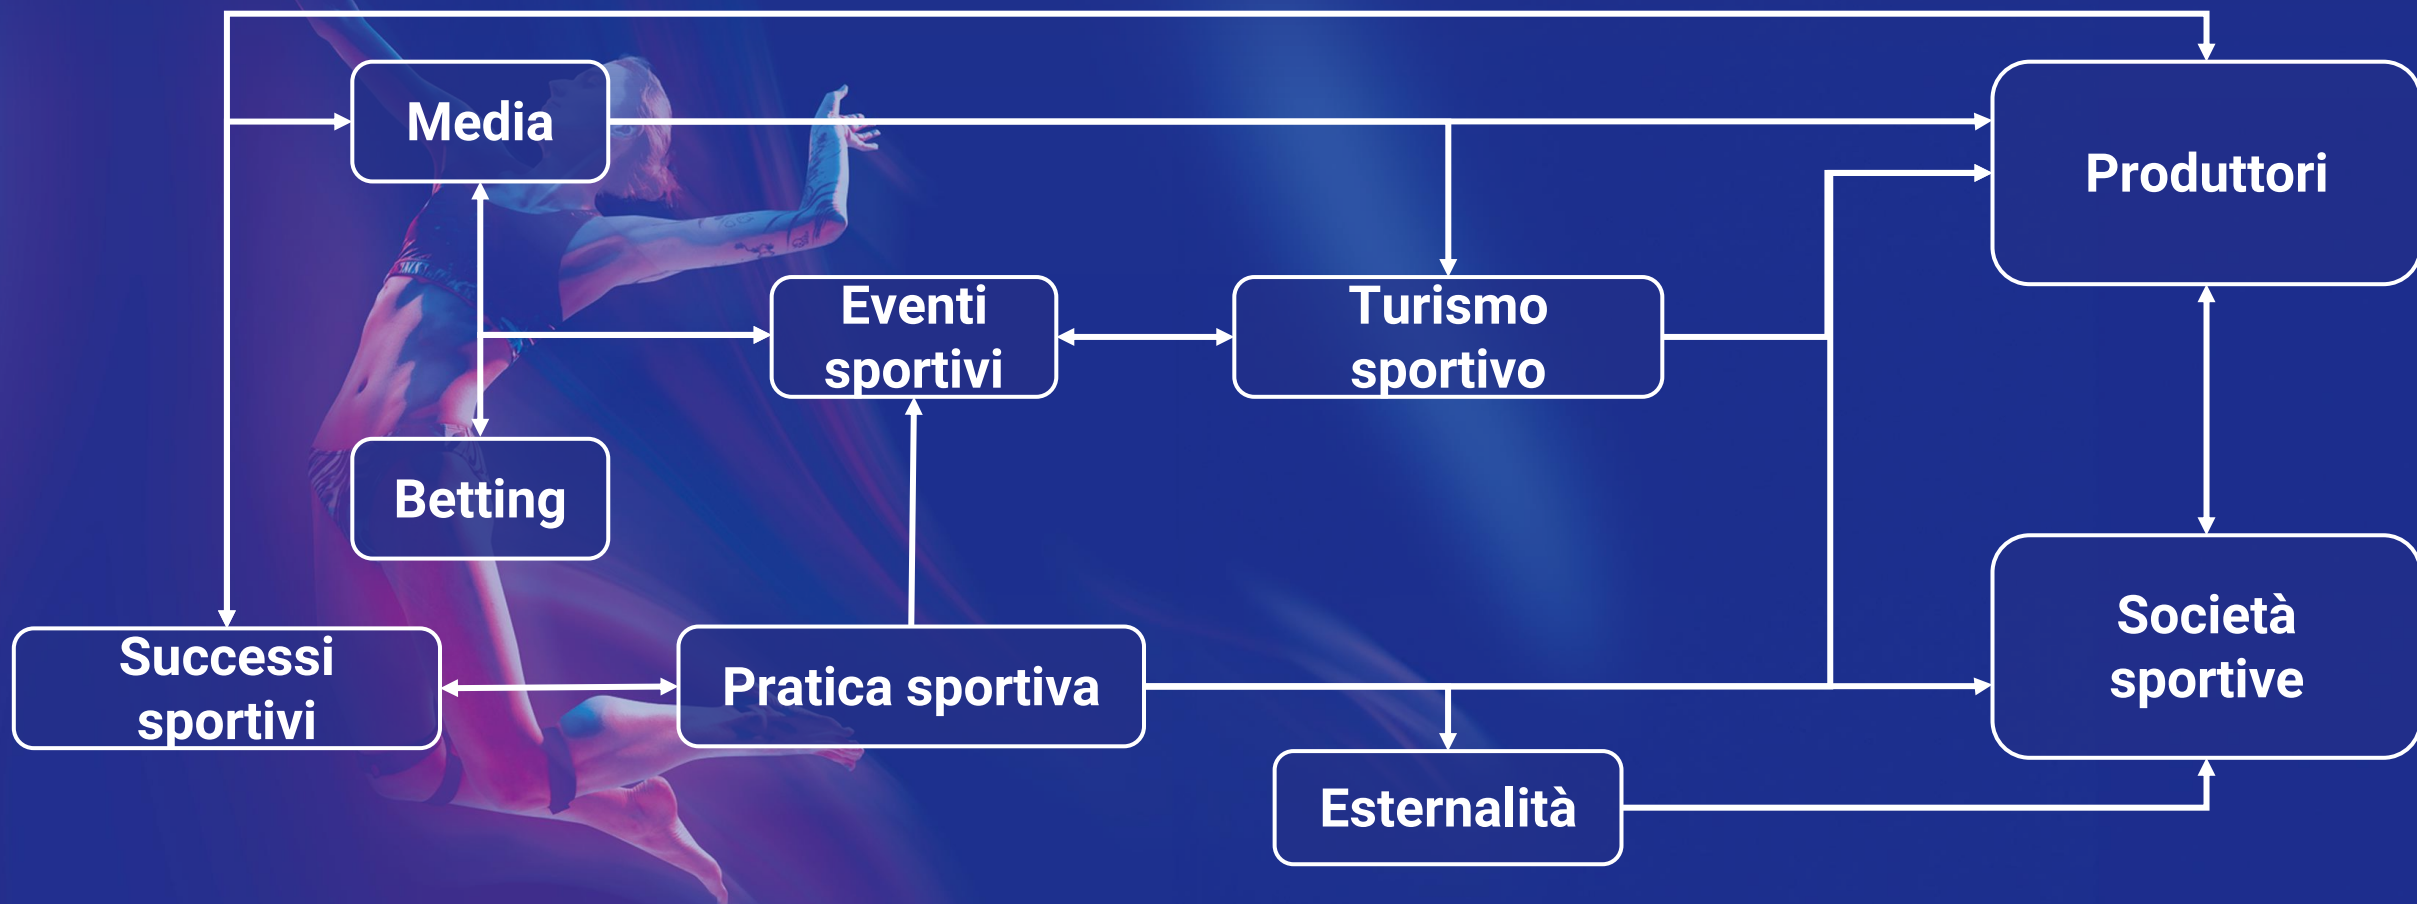 Media
Produttori
Eventi
sportivi
Turismo
sportivo
Betting
Successi
sportivi
Pratica sportiva
Società
sportive
Esternalità